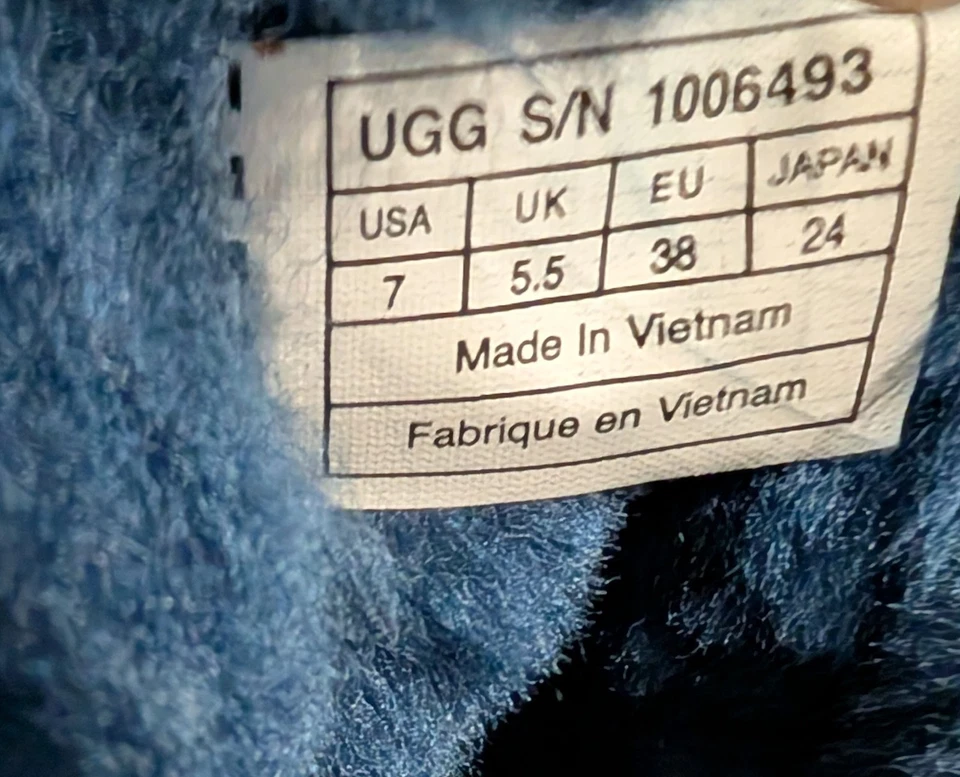 UGG S/N 1006493
USA UK EU JAPAN
7 5.5 38 24
Made In Vietnam
Fabrique en Vietnam